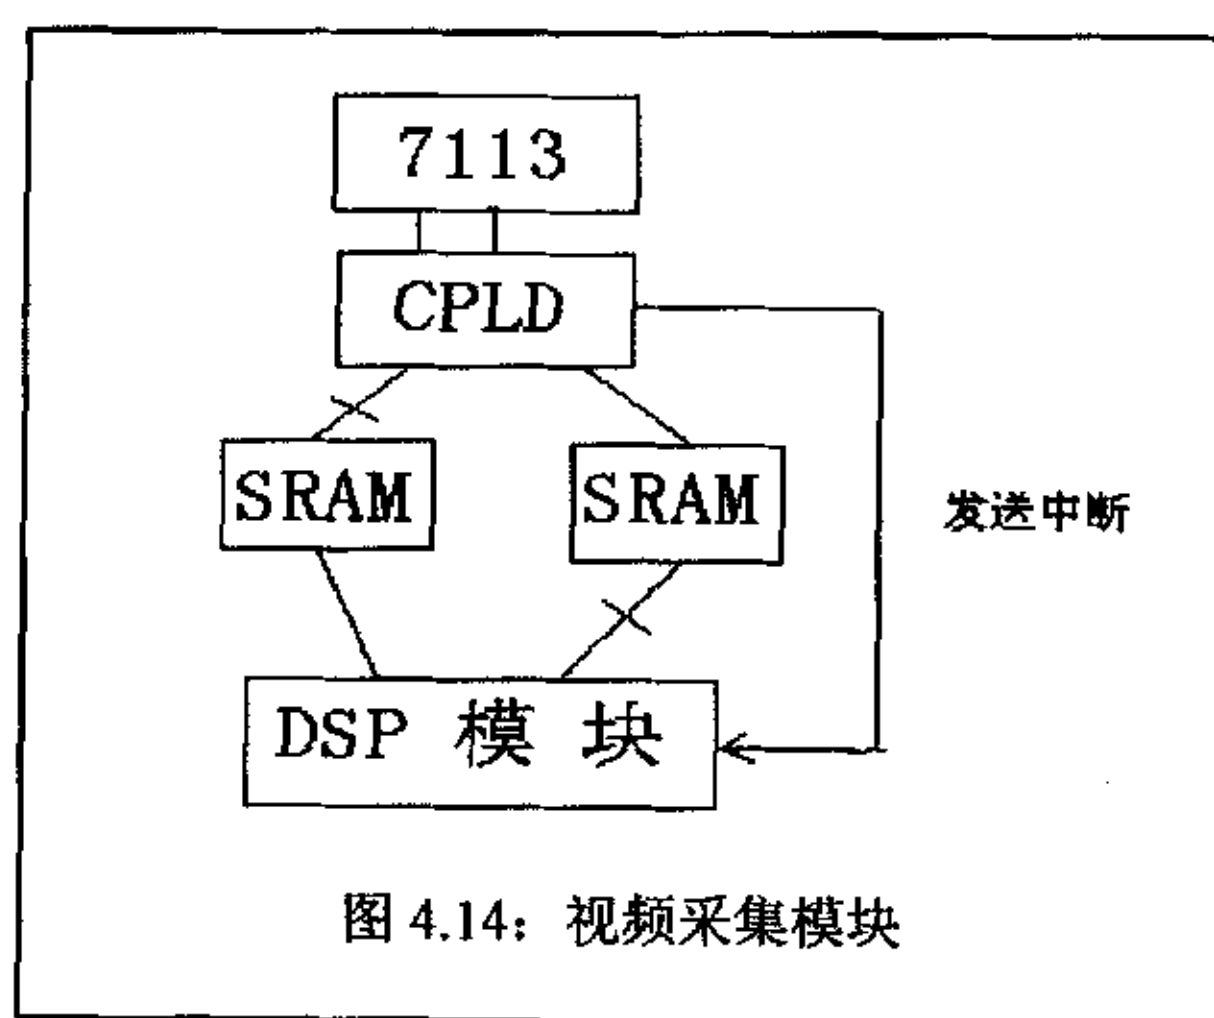 7113
CPLD
SRAM
SRAM
发送中断
DSP 模 块
图 4.14：视频采集模块